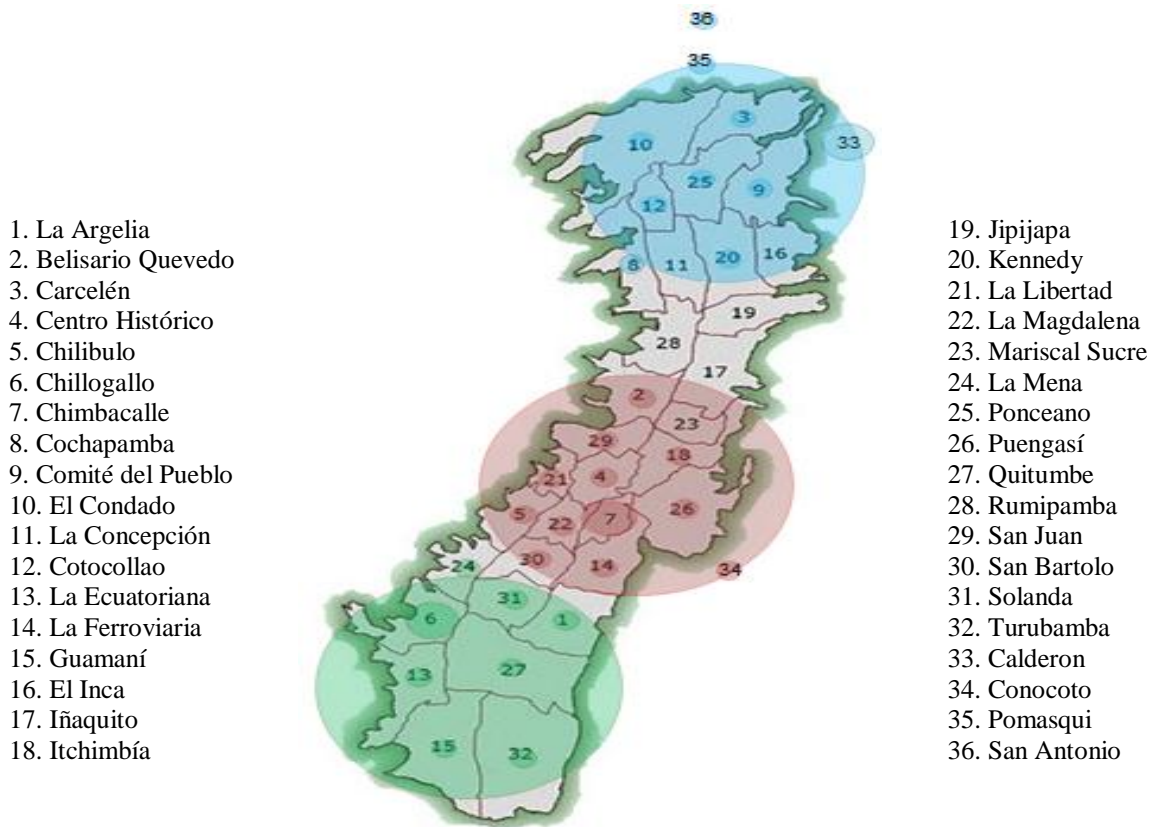 1. La Argelia
2. Belisario Quevedo
3. Carcelén
4. Centro Histórico
5. Chilibulo
6. Chillogallo
7. Chimbacalle
8. Cochapamba
9. Comité del Pueblo
10. El Condado
11. La Concepción
12. Cotocollao
13. La Ecuatoriana
14. La Ferroviaria
15. Guamaní
16. El Inca
17. Iñaquito
18. Itchimbía
36
35
3
33
10
25
9
12
8
11
20
16
19
28
17
2
23
29
18
21
4
26
5
22
7
30
14
34
24
31
6
1
27
13
15
32
19. Jipijapa
20. Kennedy
21. La Libertad
22. La Magdalena
23. Mariscal Sucre
24. La Mena
25. Ponceano
26. Puengasí
27. Quitumbe
28. Rumipamba
29. San Juan
30. San Bartolo
31. Solanda
32. Turubamba
33. Calderon
34. Conocoto
35. Pomasqui
36. San Antonio